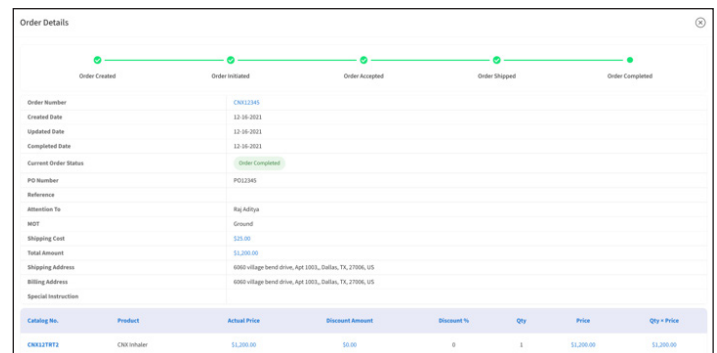 Order Details
Order Created Order Initiated Order Accepted Order Shipped Order Completed
Order Number CNX12345
Created Date 12-16-2021
Updated Date 12-16-2021
Completed Date 12-16-2021
Current Order Status Order Completed
PO Number PO12345
Reference
Attention To Raj Aditya
MOT Ground
Shipping Cost $25.00
Total Amount $1,200.00
Shipping Address 6060 village bend drive, Apt 1003,, Dallas, TX, 27006, US
Billing Address 6060 village bend drive, Apt 1003,, Dallas, TX, 27006, US
Special Instruction
Catalog No. Product Actual Price Discount Amount Discount % Qty Price Qty * Price
CNX12TRT2 CNX Inhaler $1,200.00 $0.00 0 1 $1,200.00 $1,200.00